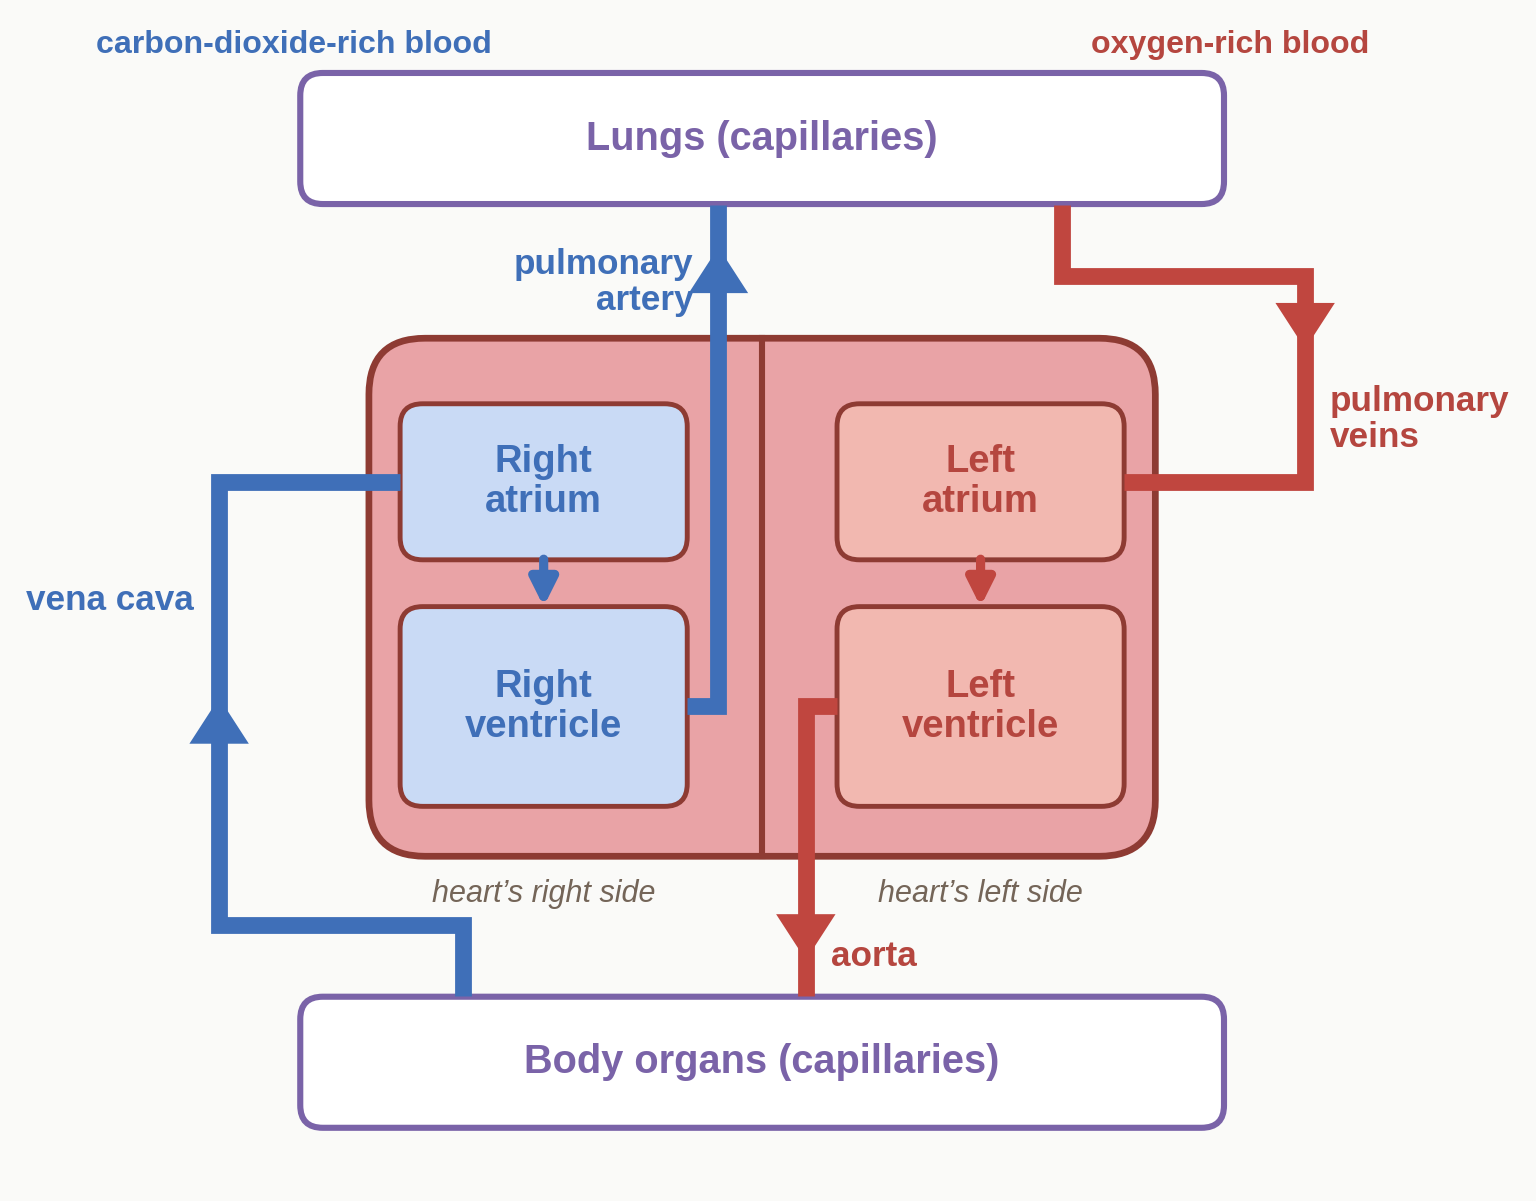 carbon-dioxide-rich blood
oxygen-rich blood
Lungs (capillaries)
pulmonary
artery
pulmonary
veins
Right
atrium
Left
atrium
vena cava
Right
ventricle
Left
ventricle
heart’s right side
heart’s left side
aorta
Body organs (capillaries)